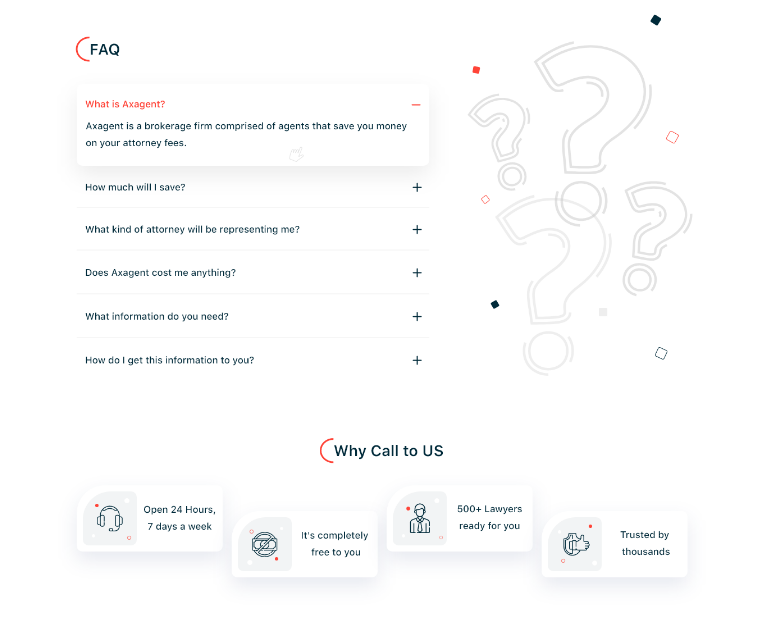 FAQ
What is Axagent?
Axagent is a brokerage firm comprised of agents that save you money
on your attorney fees.
How much will I save?
What kind of attorney will be representing me?
Does Axagent cost me anything?
What information do you need?
How do I get this information to you?
Why Call to US
Open 24 Hours,
7 days a week
It's completely
free to you
500+ Lawyers
ready for you
Trusted by
thousands